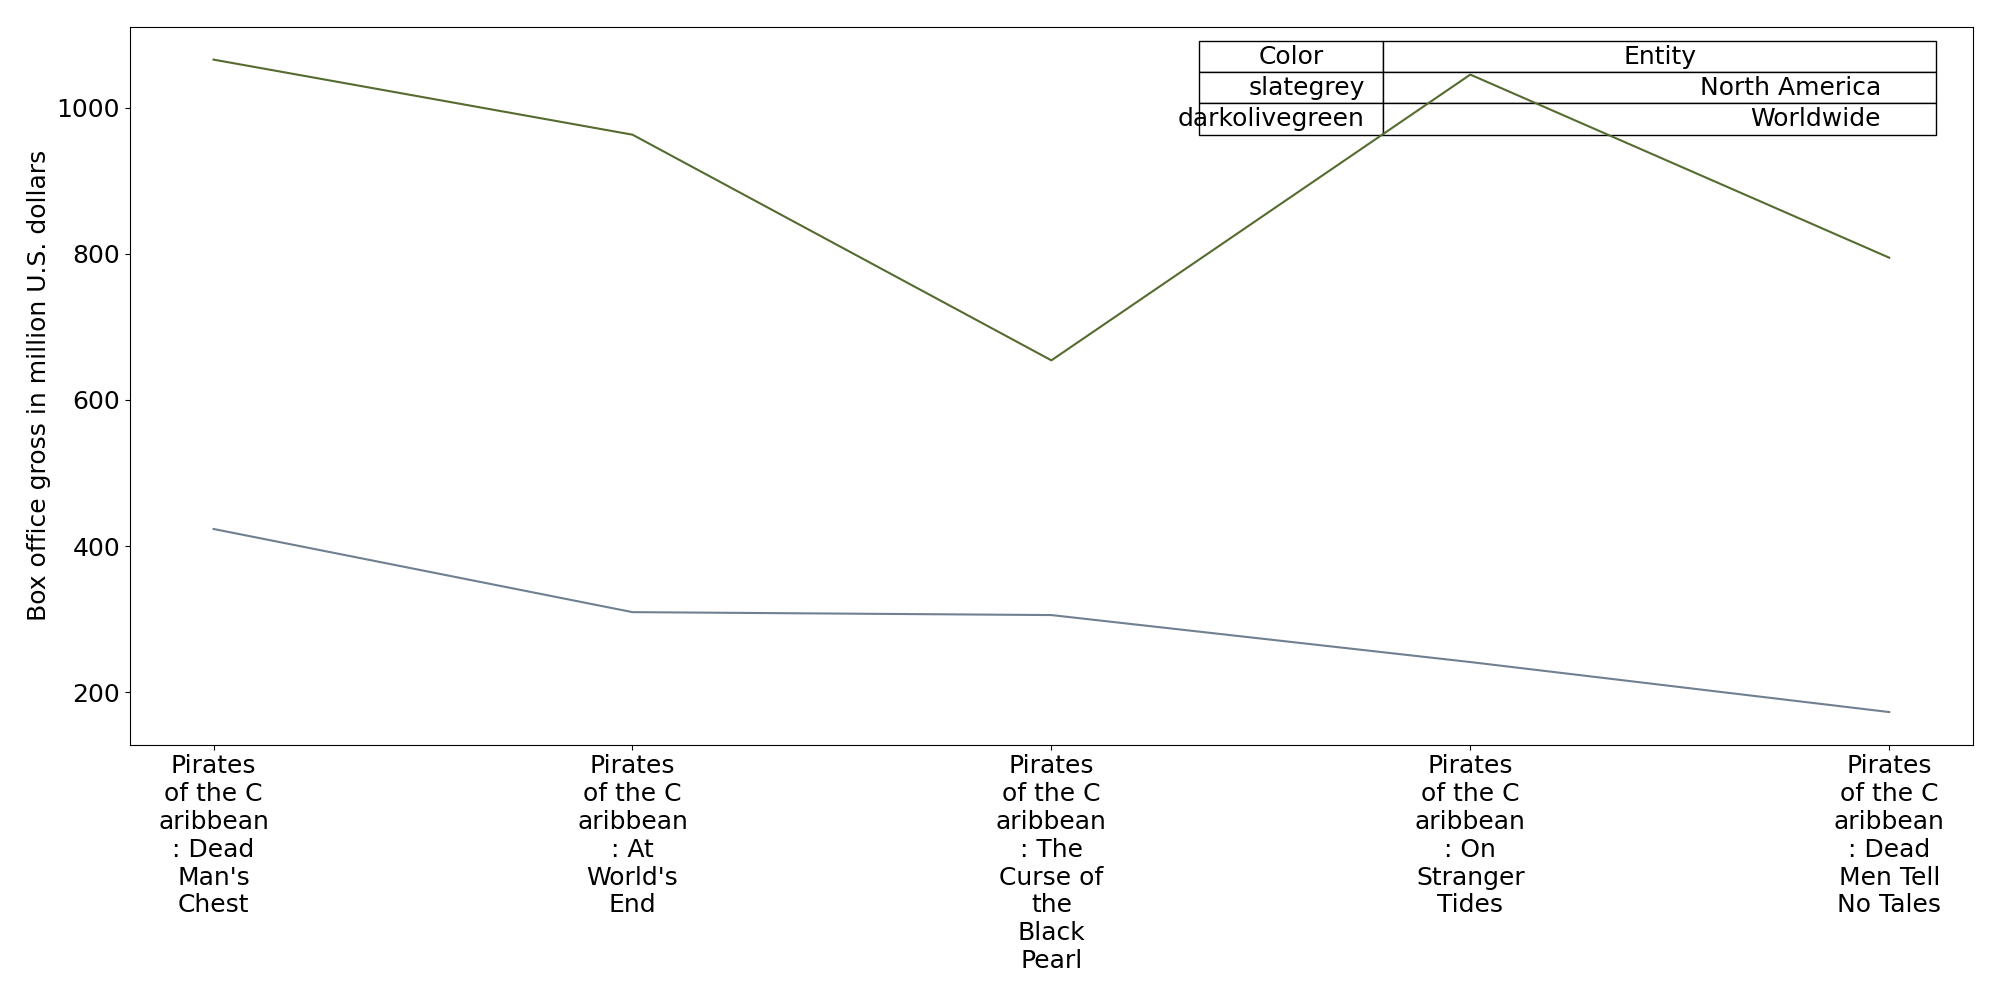 Color Entity
slategrey North America
darkolivegreen Worldwide
Box office gross in million U.S. dollars
1000
800
600
400
200
Pirates
of the C
aribbean
: Dead
Man's
Chest
Pirates
of the C
aribbean
: At
World's
End
Pirates
of the C
aribbean
: The
Curse of
the
Black
Pearl
Pirates
of the C
aribbean
: On
Stranger
Tides
Pirates
of the C
aribbean
: Dead
Men Tell
No Tales